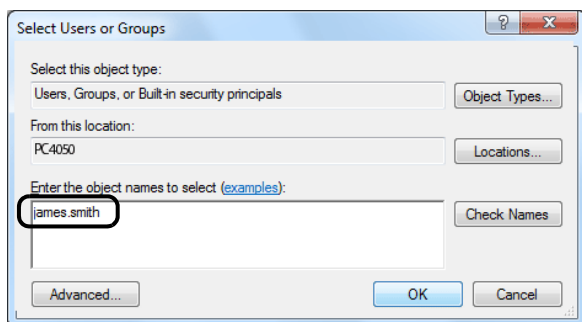 Select Users or Groups
Select this object type:
Users, Groups, or Built-in security principals
Object Types...
From this location:
PC4050
Locations...
Enter the object names to select (examples):
james.smith
Check Names
Advanced...
OK
Cancel